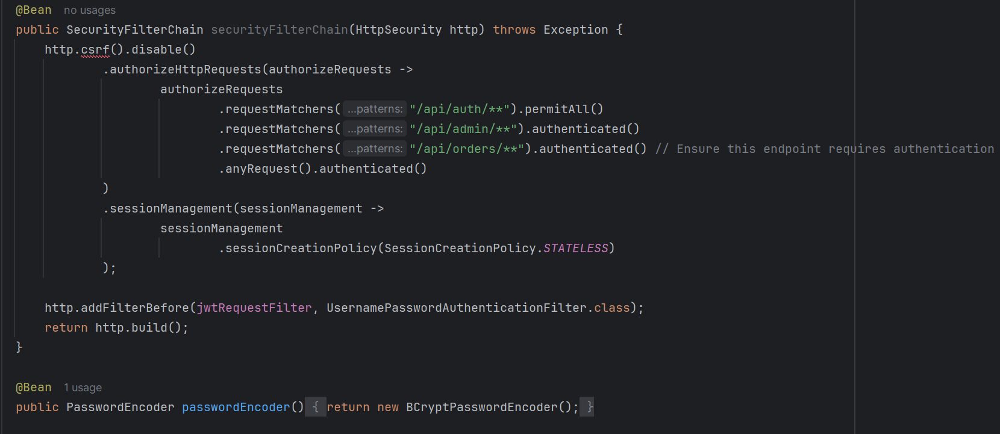 @Bean no usages
public SecurityFilterChain securityFilterChain(HttpSecurity http) throws Exception {
http.csrf().disable()
.authorizeHttpRequests(authorizeRequests ->
authorizeRequests
.requestMatchers( ...patterns: "/api/auth/**").permitAll()
.requestMatchers( ...patterns: "/api/admin/**").authenticated()
.requestMatchers( ...patterns: "/api/orders/**").authenticated() // Ensure this endpoint requires authentication
.anyRequest().authenticated()
)
.sessionManagement(sessionManagement ->
sessionManagement
.sessionCreationPolicy(SessionCreationPolicy.STATELESS)
);
http.addFilterBefore(jwtRequestFilter, UsernamePasswordAuthenticationFilter.class);
return http.build();
}
@Bean 1 usage
public PasswordEncoder passwordEncoder() { return new BCryptPasswordEncoder(); }